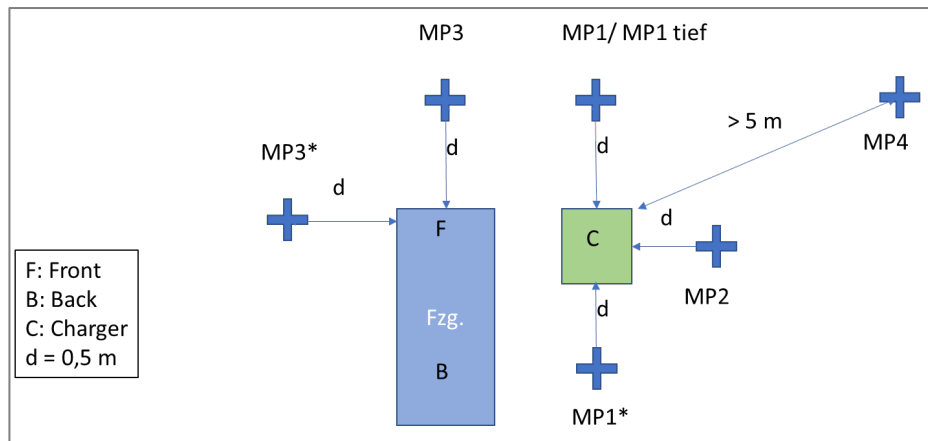 MP3
MP1/ MP1 tief
> 5 m
MP4
d
d
MP3*
d
F
C
d
MP2
F: Front
B: Back
C: Charger
d = 0,5 m
Fzg.
d
B
MP1*